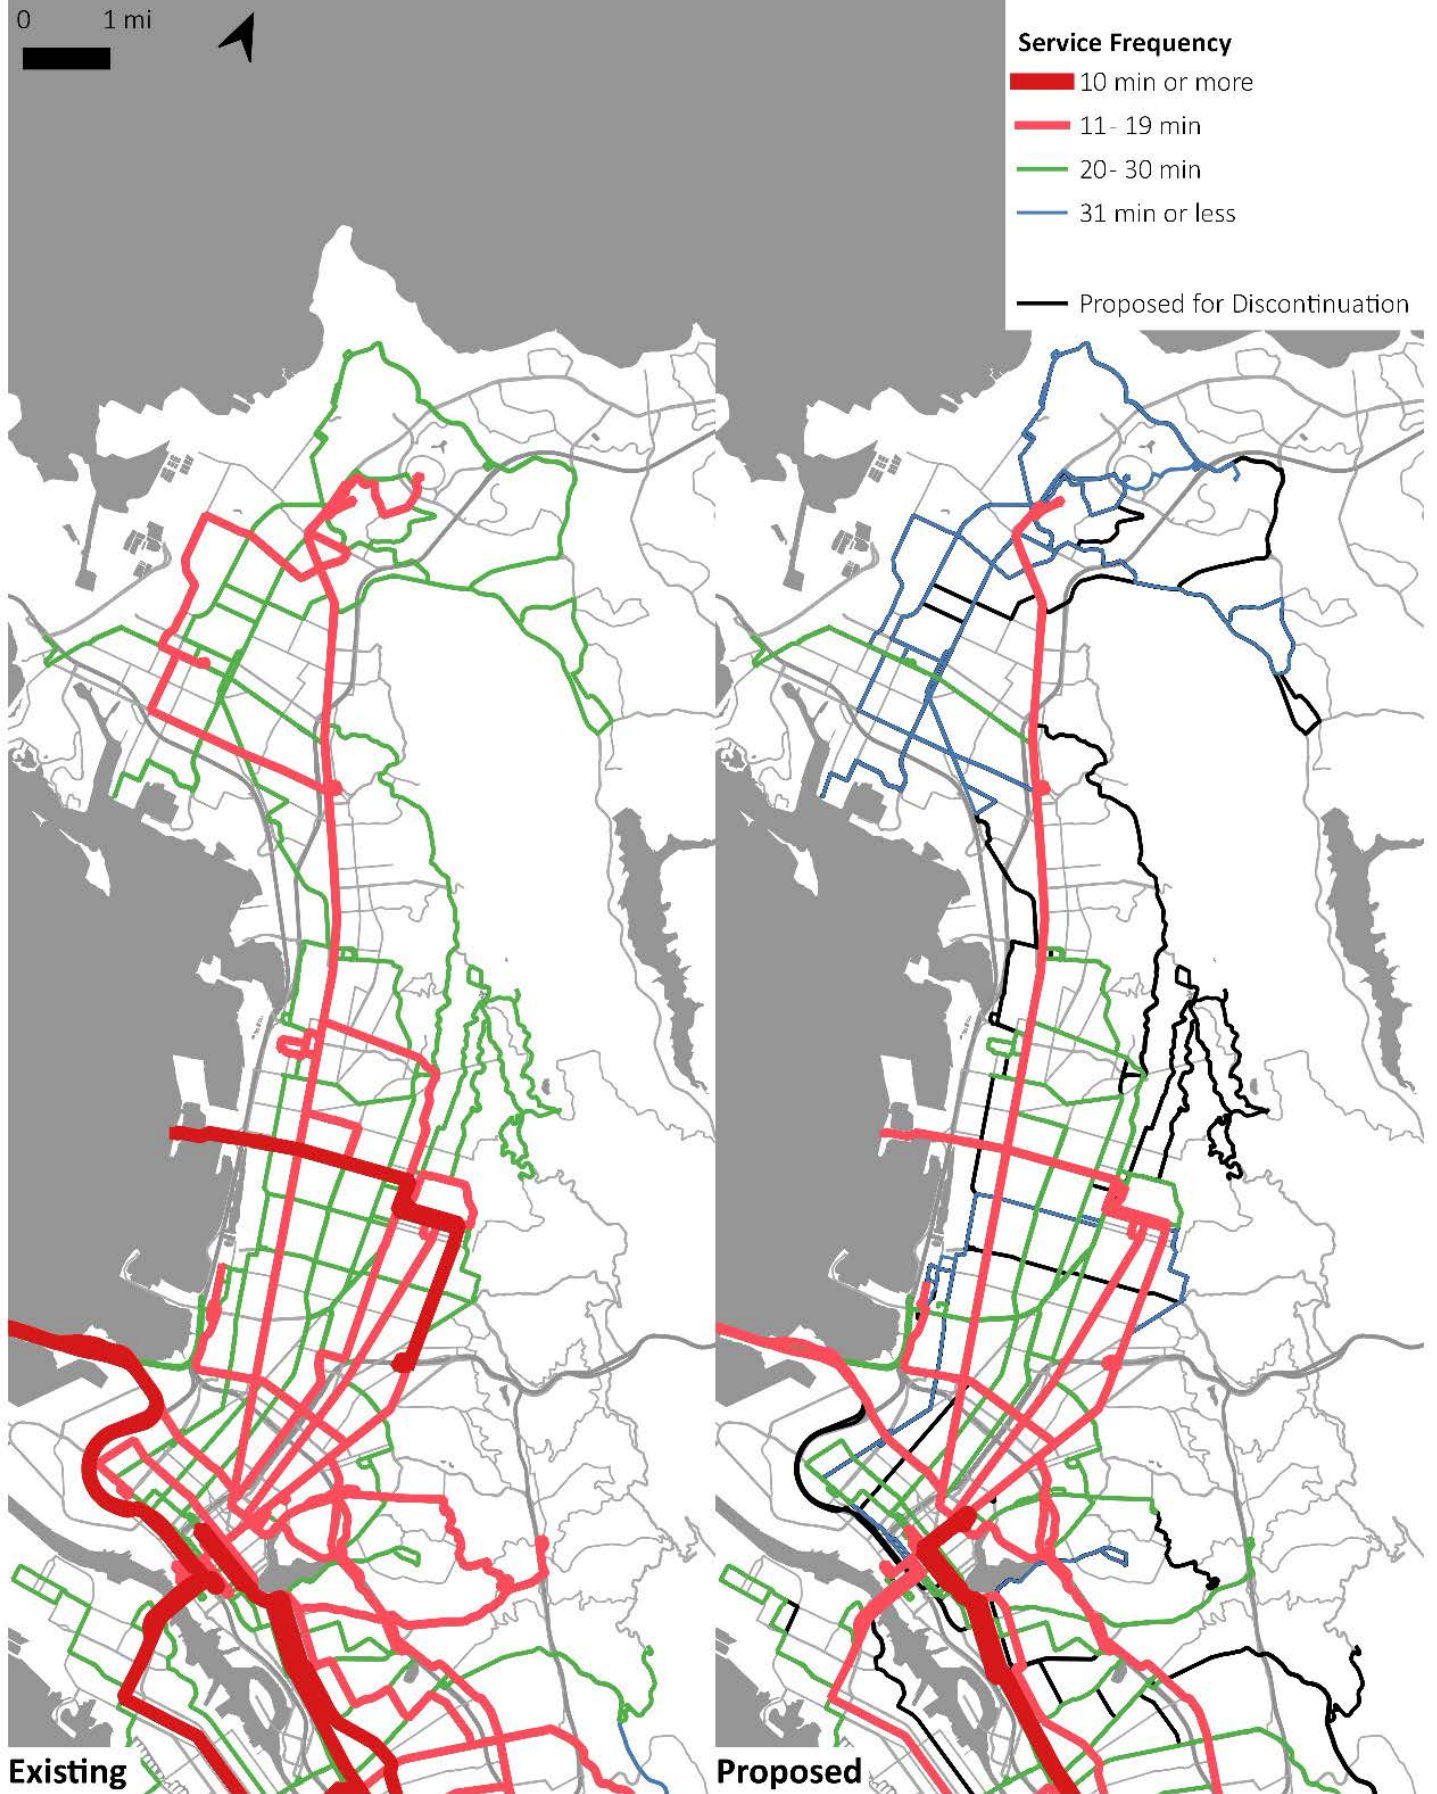 0 1 mi
Service Frequency
10 min or more
11- 19 min
20- 30 min
31 min or less
Proposed for Discontinuation
Existing
Proposed